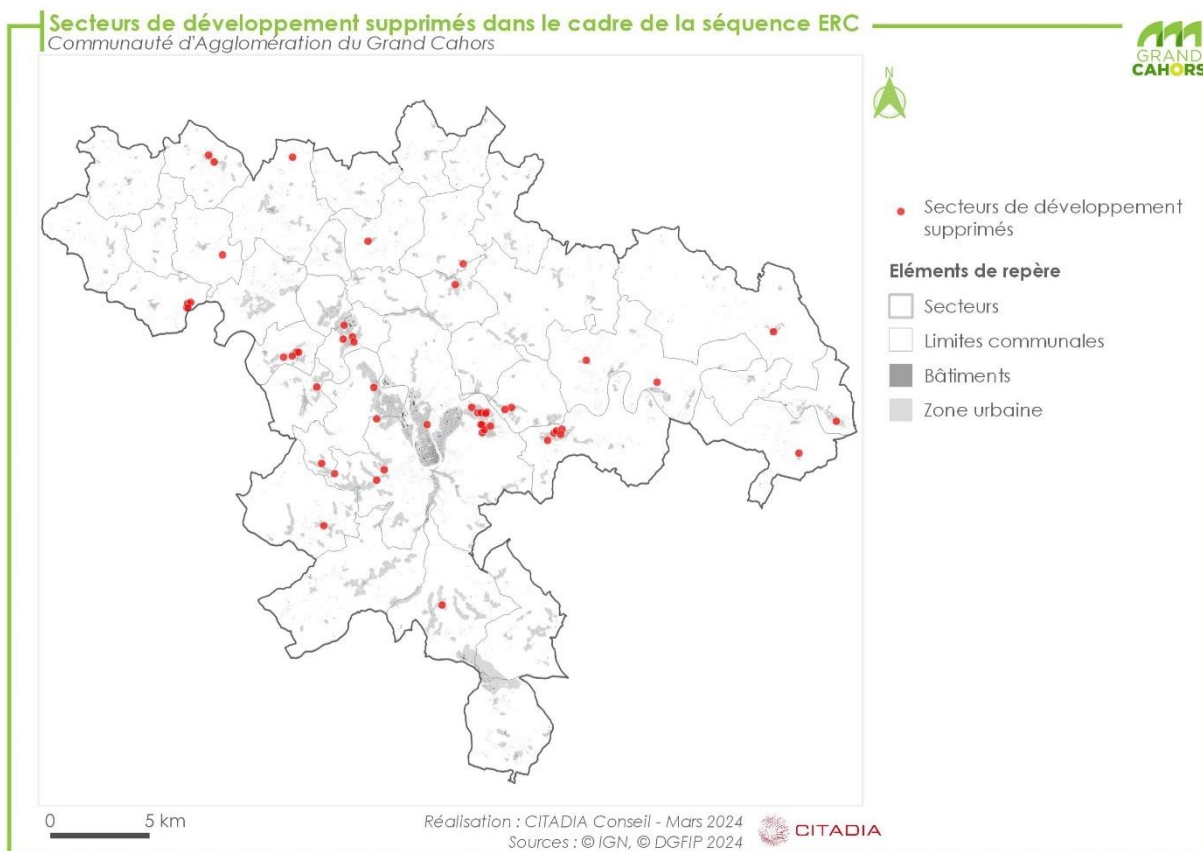 Secteurs de développement supprimés dans le cadre de la séquence ERC
Communauté d'Agglomération du Grand Cahors
GRAND
CAHORS
N
Secteurs de développement
supprimés
Eléments de repère
Secteurs
Limites communales
Bâtiments
Zone urbaine
0 5 km
Réalisation : CITADIA Conseil - Mars 2024
Sources : © IGN, © DGFIP 2024
CITADIA